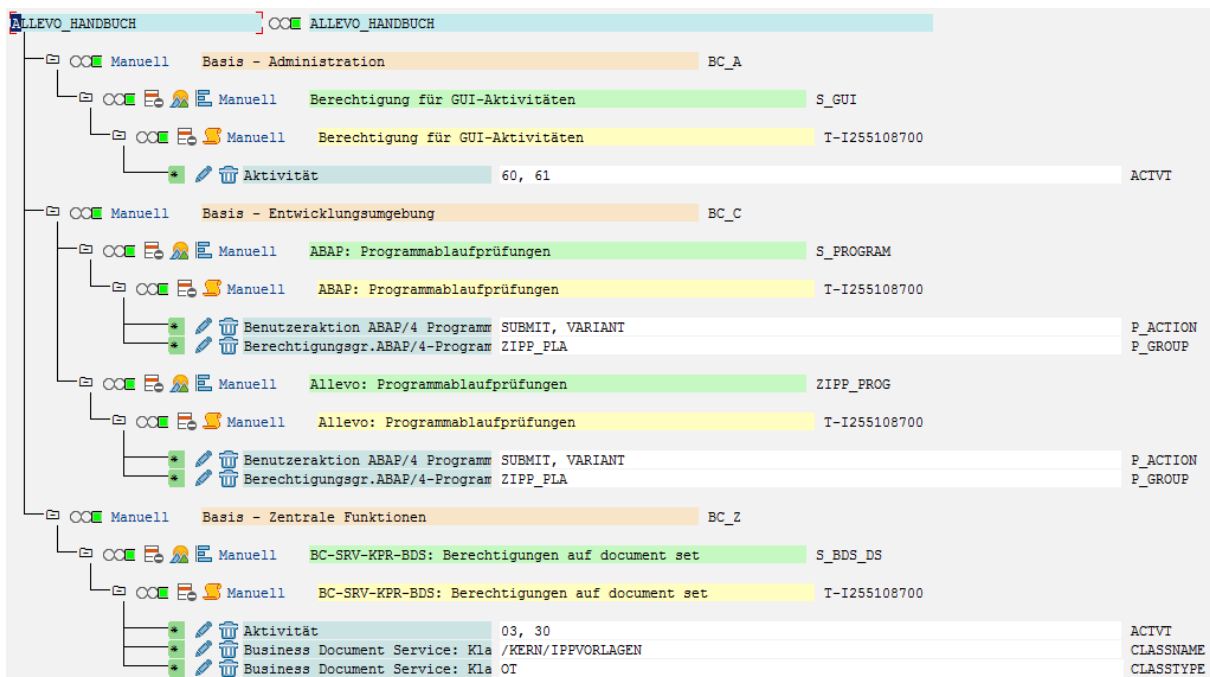 ALLEVO_HANDBUCH ALLEVO_HANDBUCH
Manuell Basis - Administration BC_A
Manuell Berechtigung für GUI-Aktivitäten S_GUI
Manuell Berechtigung für GUI-Aktivitäten T-I255108700
* Aktivität 60, 61 ACTVT
Manuell Basis - Entwicklungsumgebung BC_C
Manuell ABAP: Programmablaufprüfungen S_PROGRAM
Manuell ABAP: Programmablaufprüfungen T-I255108700
* Benutzeraktion ABAP/4 Programm SUBMIT, VARIANT P_ACTION
* Berechtigungsgr.ABAP/4-Program ZIPP_PLA P_GROUP
Manuell Allevo: Programmablaufprüfungen ZIPP_PROG
Manuell Allevo: Programmablaufprüfungen T-I255108700
* Benutzeraktion ABAP/4 Programm SUBMIT, VARIANT P_ACTION
* Berechtigungsgr.ABAP/4-Program ZIPP_PLA P_GROUP
Manuell Basis - Zentrale Funktionen BC_Z
Manuell BC-SRV-KPR-BDS: Berechtigungen auf document set S_BDS_DS
Manuell BC-SRV-KPR-BDS: Berechtigungen auf document set T-I255108700
* Aktivität 03, 30 ACTVT
* Business Document Service: Kla /KERN/IPPVORLAGEN CLASSNAME
* Business Document Service: Kla OT CLASSTYPE